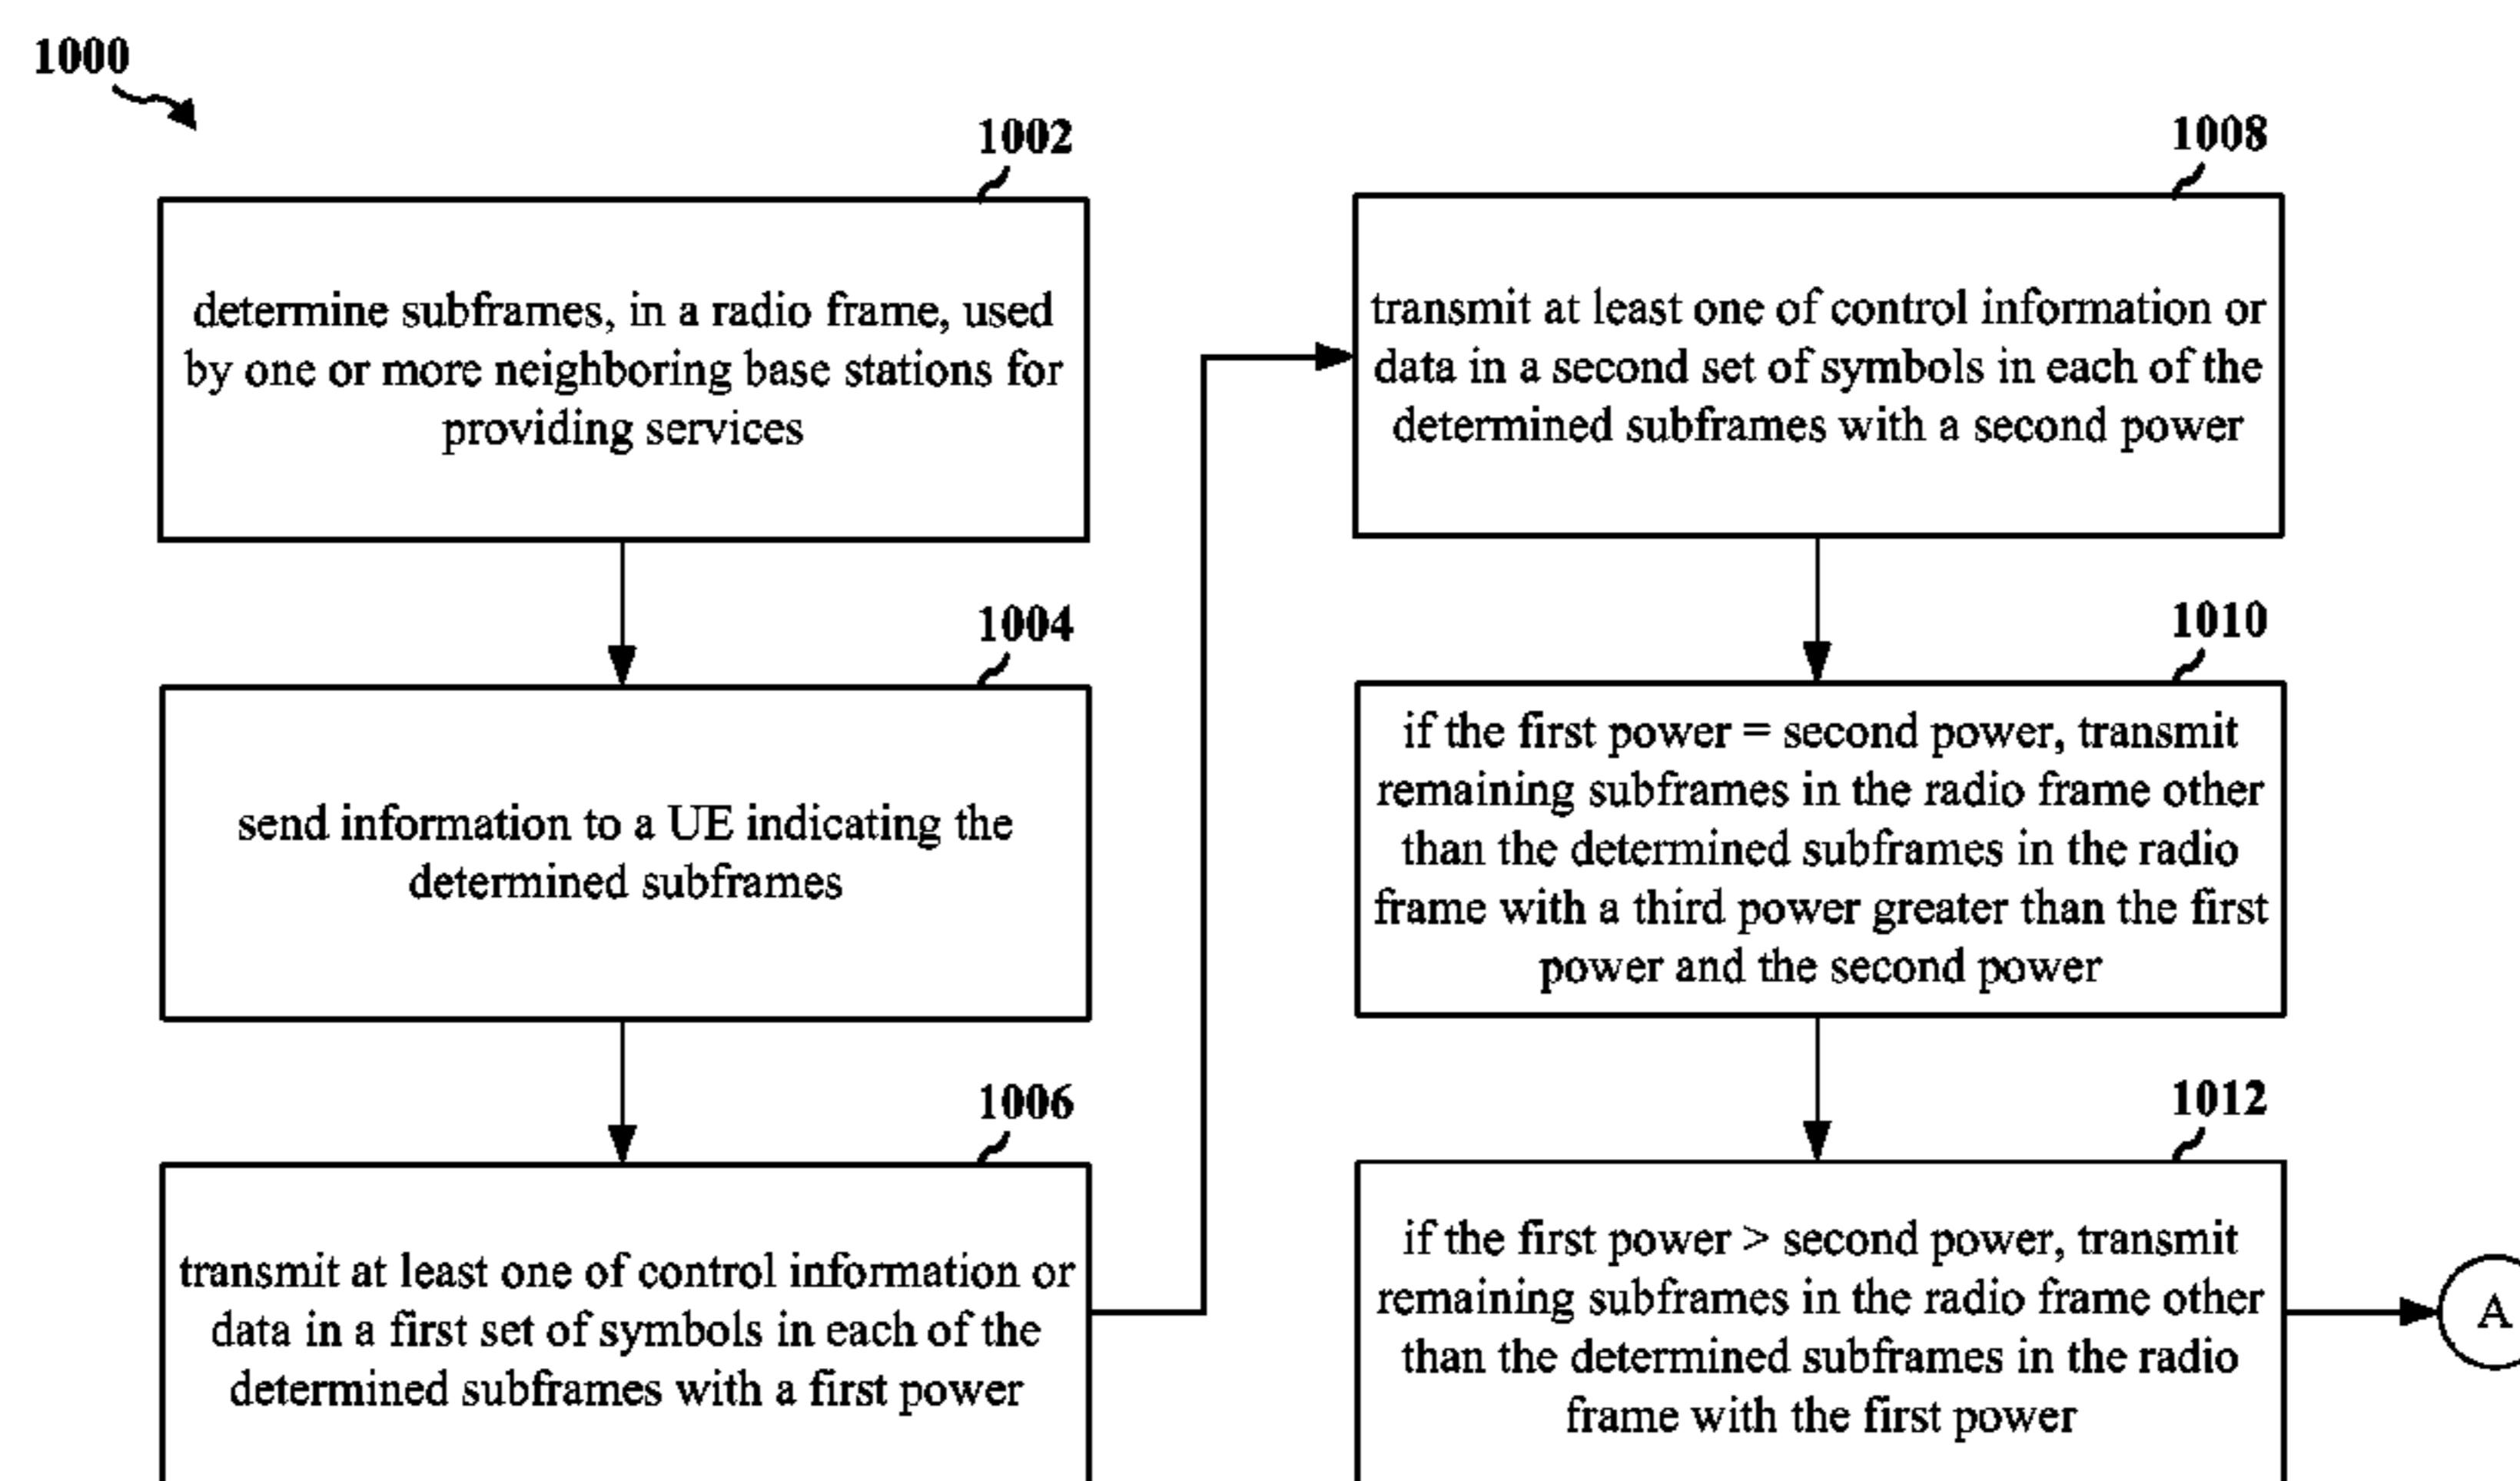 1000
1002
determine subframes, in a radio frame, used
by one or more neighboring base stations for
providing services
1004
send information to a UE indicating the
determined subframes
1006
transmit at least one of control information or
data in a first set of symbols in each of the
determined subframes with a first power
1008
transmit at least one of control information or
data in a second set of symbols in each of the
determined subframes with a second power
1010
if the first power = second power, transmit
remaining subframes in the radio frame other
than the determined subframes in the radio
frame with a third power greater than the first
power and the second power
1012
if the first power > second power, transmit
remaining subframes in the radio frame other
than the determined subframes in the radio
frame with the first power
A